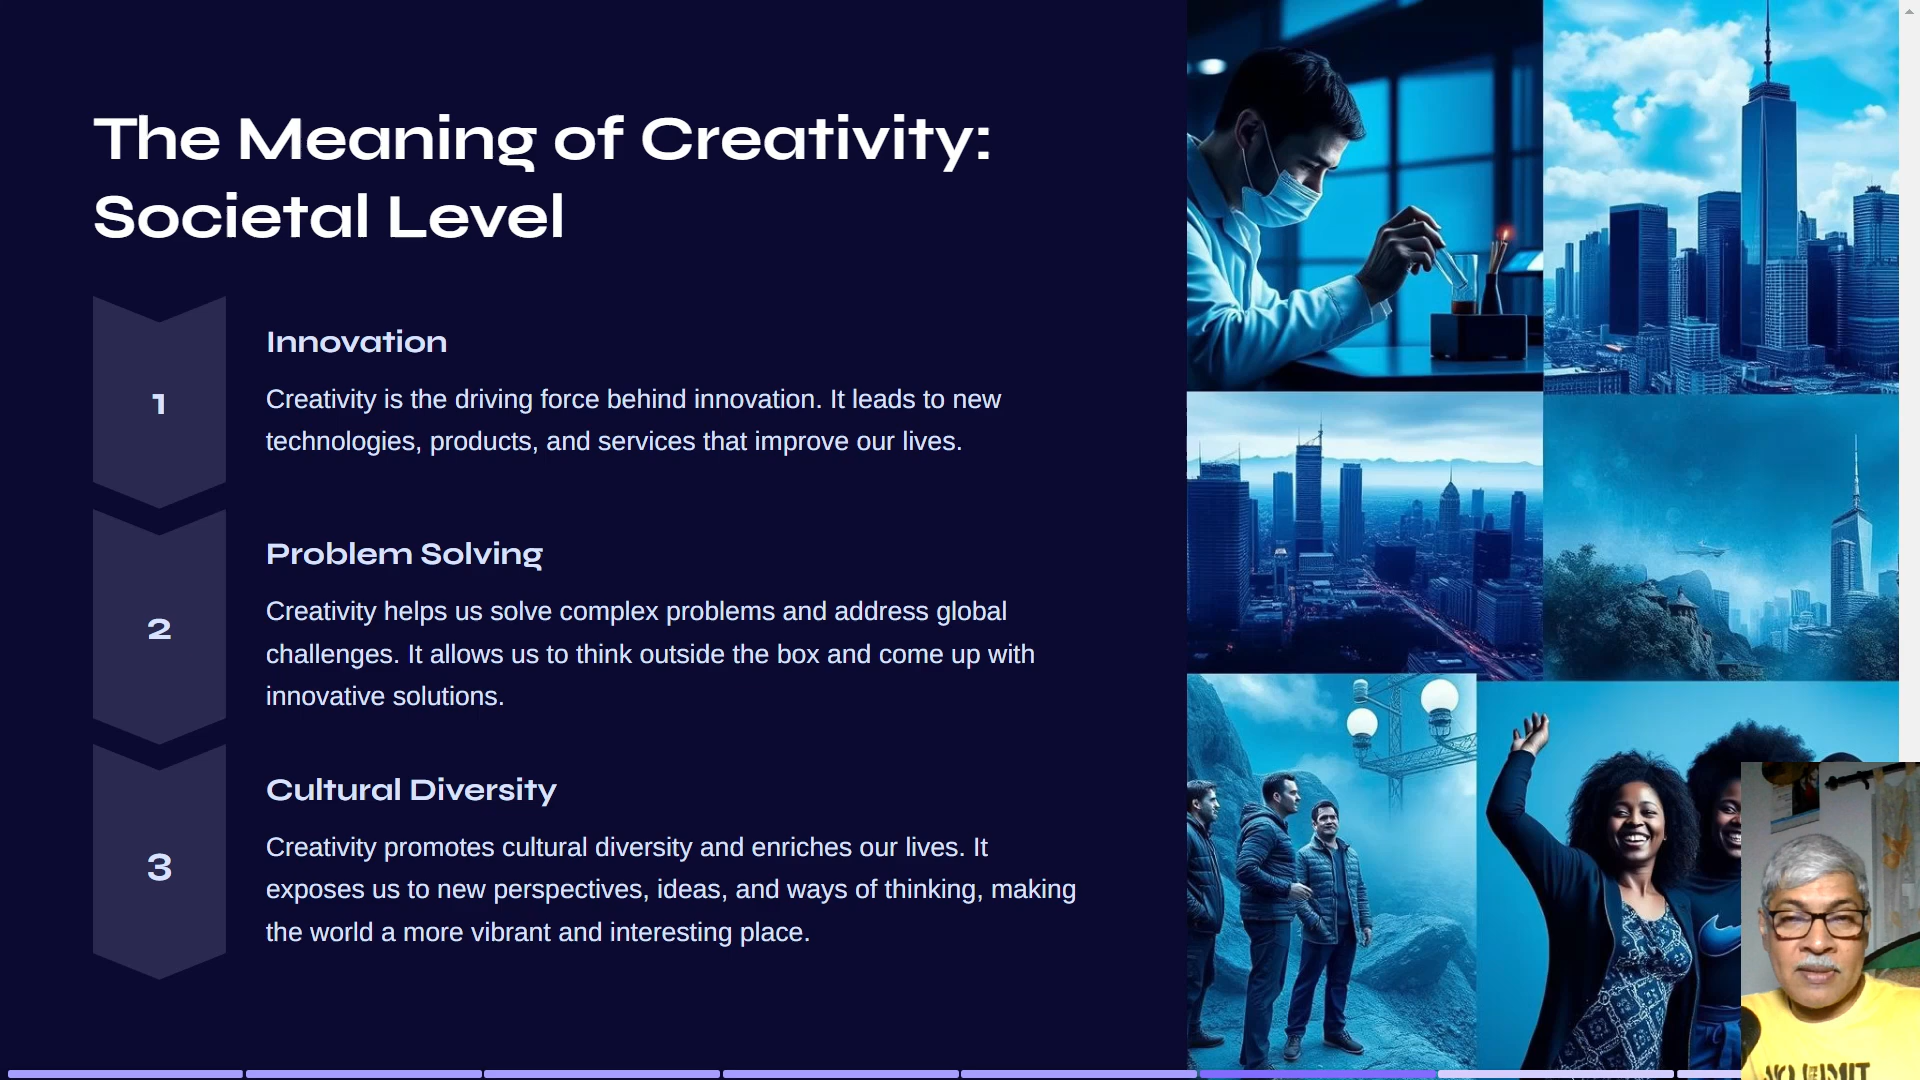 The Meaning of Creativity:
Societal Level
1
Innovation
Creativity is the driving force behind innovation. It leads to new
technologies, products, and services that improve our lives.
2
Problem Solving
Creativity helps us solve complex problems and address global
challenges. It allows us to think outside the box and come up with
innovative solutions.
3
Cultural Diversity
Creativity promotes cultural diversity and enriches our lives. It
exposes us to new perspectives, ideas, and ways of thinking, making
the world a more vibrant and interesting place.
NO LIMIT